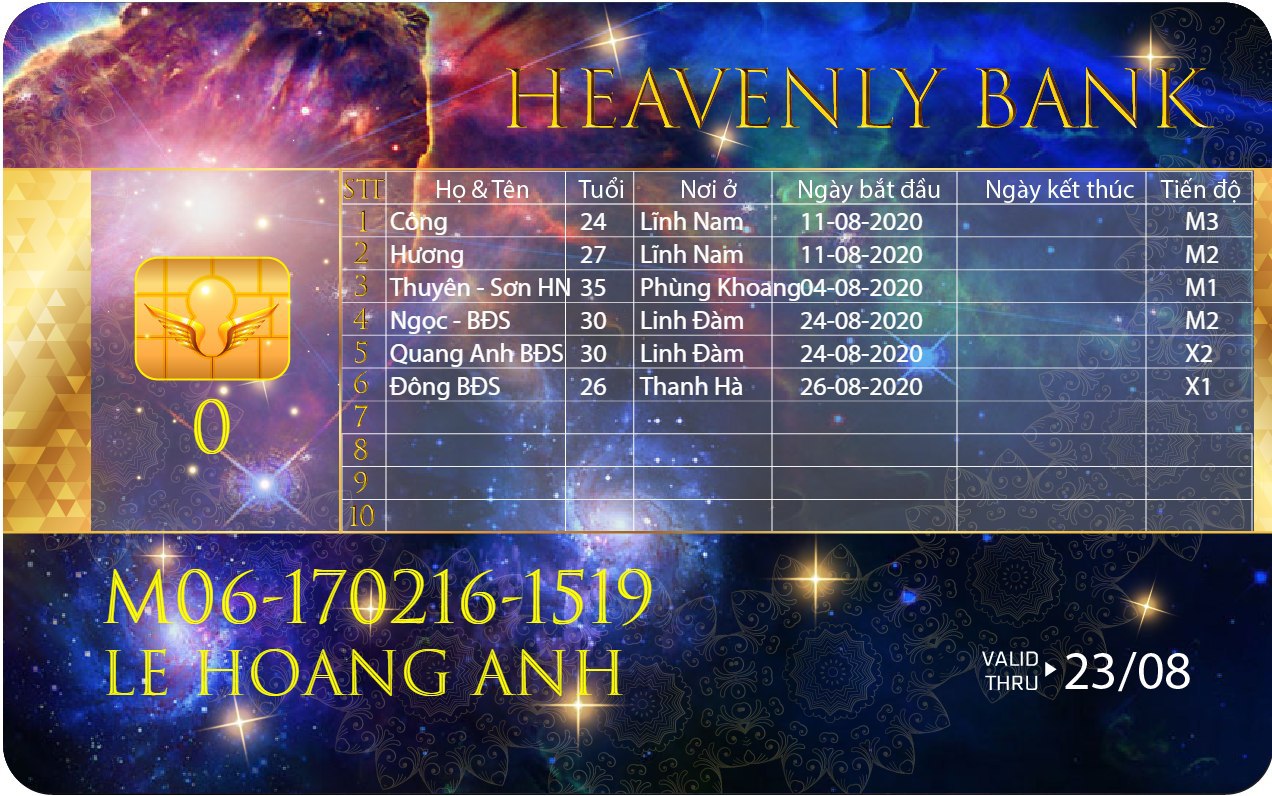 HEAVENLY BANK
STT Họ & Tên Tuổi Nơi ở Ngày bắt đầu Ngày kết thúc Tiến độ
1 Công 24 Lĩnh Nam 11-08-2020 M3
2 Hương 27 Lĩnh Nam 11-08-2020 M2
3 Thuyên - Sơn HN 35 Phùng Khoang 04-08-2020 M1
4 Ngọc - BĐS 30 Linh Đàm 24-08-2020 M2
5 Quang Anh BĐS 30 Linh Đàm 24-08-2020 X2
6 Đông BĐS 26 Thanh Hà 26-08-2020 X1
7
8
9
10
0
M06-170216-1519
LE HOANG ANH
VALID THRU 23/08